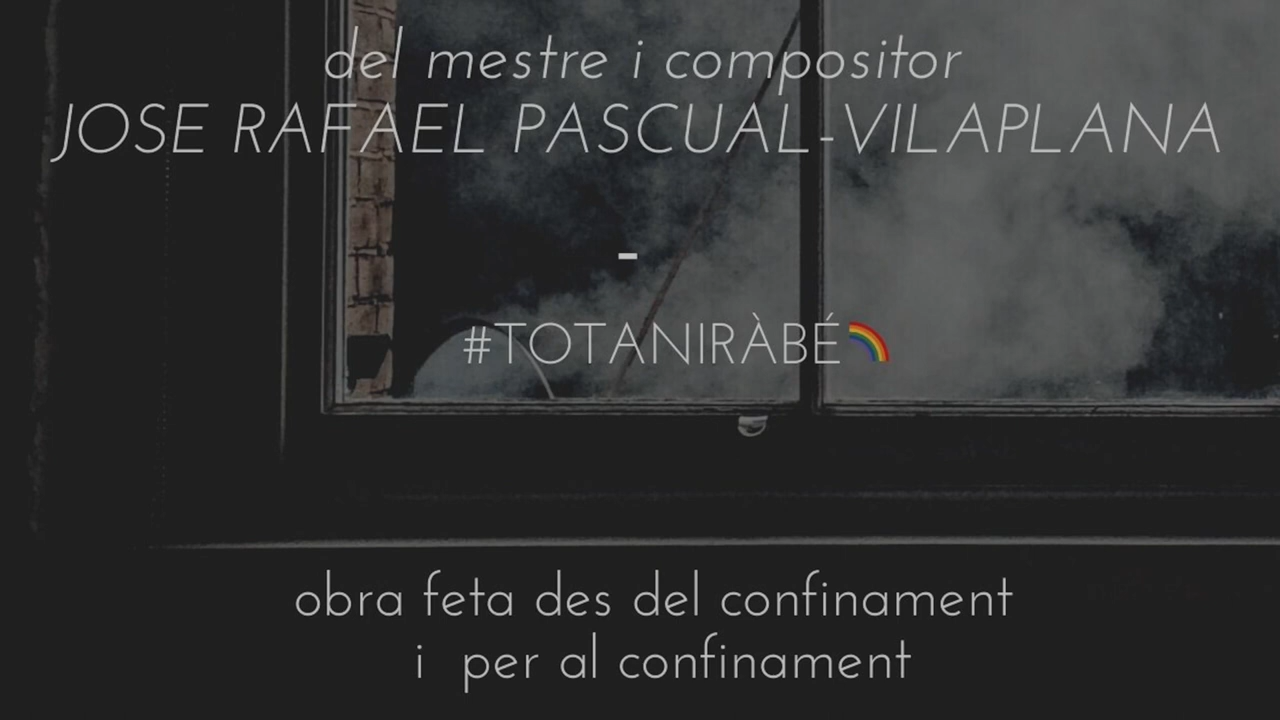 del mestre i compositor
JOSE RAFAEL PASCUAL-VILAPLANA
-
#TOTANIRÀBÉ🌈
obra feta des del confinament
i per al confinament